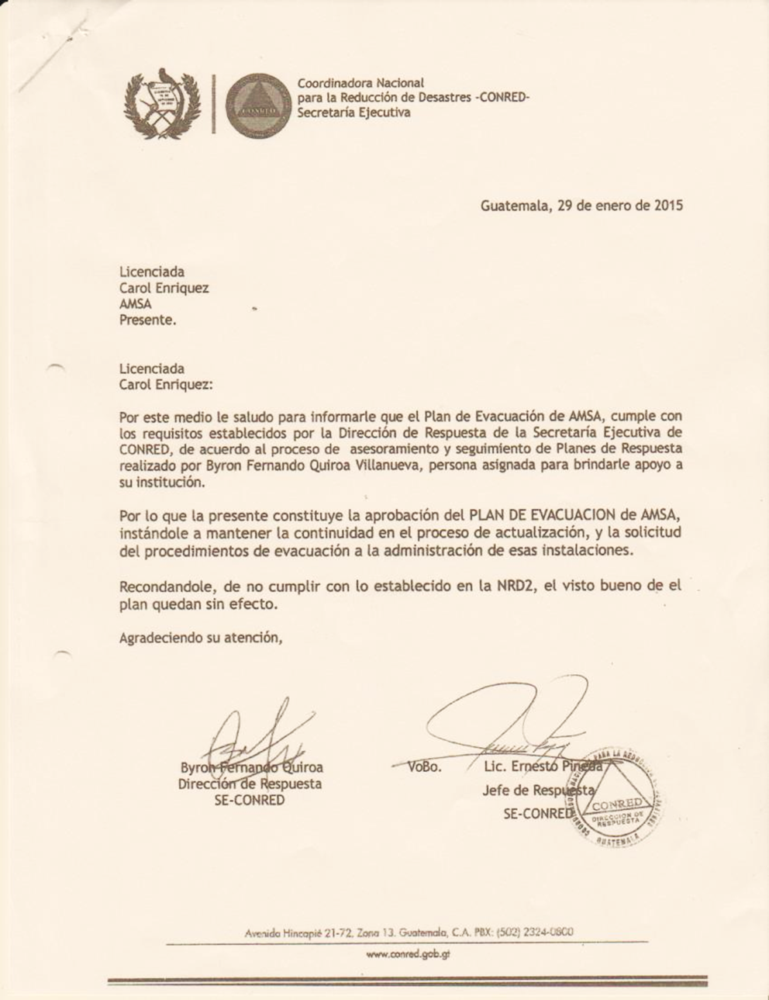 Coordinadora Nacional
para la Reducción de Desastres -CONRED-
Secretaría Ejecutiva
CONRED
Guatemala, 29 de enero de 2015
Licenciada
Carol Enriquez
AMSA
Presente.
Licenciada
Carol Enriquez:
Por este medio le saludo para informarle que el Plan de Evacuación de AMSA, cumple con
los requisitos establecidos por la Dirección de Respuesta de la Secretaría Ejecutiva de
CONRED, de acuerdo al proceso de asesoramiento y seguimiento de Planes de Respuesta
realizado por Byron Fernando Quiroa Villanueva, persona asignada para brindarle apoyo a
su institución.
Por lo que la presente constituye la aprobación del PLAN DE EVACUACION de AMSA,
instándole a mantener la continuidad en el proceso de actualización, y la solicitud
del procedimientos de evacuación a la administración de esas instalaciones.
Recondandole, de no cumplir con lo establecido en la NRD2, el visto bueno de el
plan quedan sin efecto.
Agradeciendo su atención,
Byron Fernando Quiroa
Dirección de Respuesta
SE-CONRED
VoBo. Lic. Ernesto Pineda
Jefe de Respuesta
SE-CONRED
PARA LA
CONRED
DIRECCION DE
RESPUESTA
GUATEMALA
Avenida Hincapié 21-72, Zona 13. Guatemala, C.A. PBX: (502) 2324-0800
www.conred.gob.gt